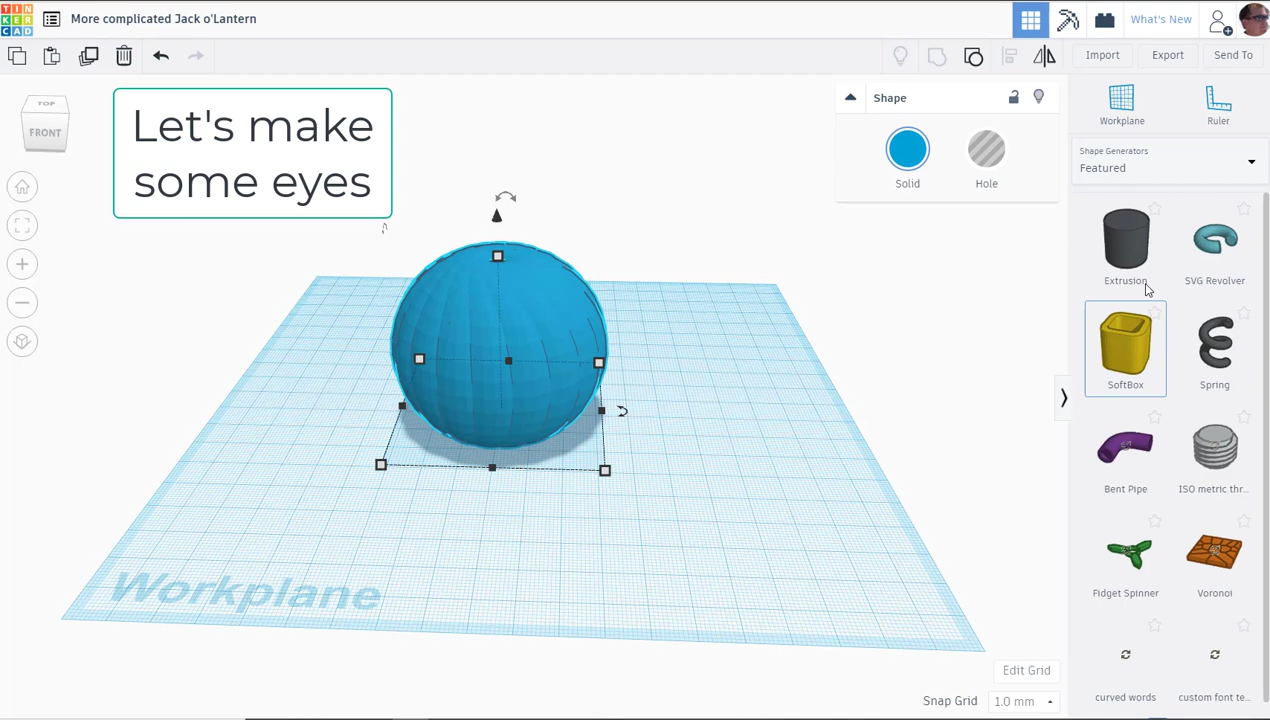 TIN
KER
CAD
More complicated Jack o'Lantern
What's New
Import
Export
Send To
TOP
FRONT
Let's make
some eyes
Shape
Solid
Hole
Workplane
Ruler
Shape Generators
Featured
Extrusion
SVG Revolver
SoftBox
Spring
Bent Pipe
ISO metric thr...
Fidget Spinner
Voronoi
curved words
custom font te...
Workplane
Edit Grid
Snap Grid
1.0 mm